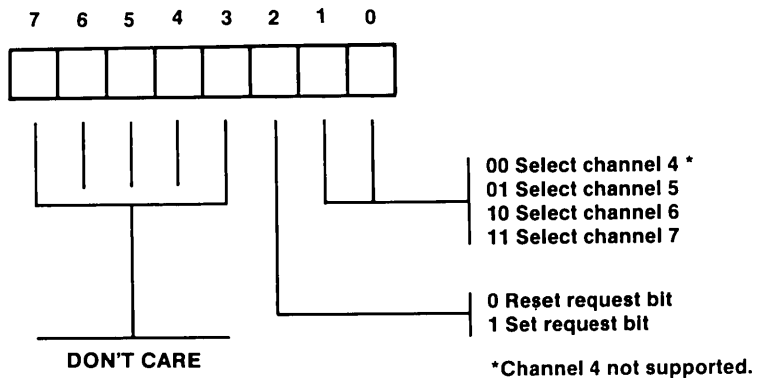 7 6 5 4 3 2 1 0
00 Select channel 4 *
01 Select channel 5
10 Select channel 6
11 Select channel 7
0 Reset request bit
1 Set request bit
DON'T CARE
*Channel 4 not supported.